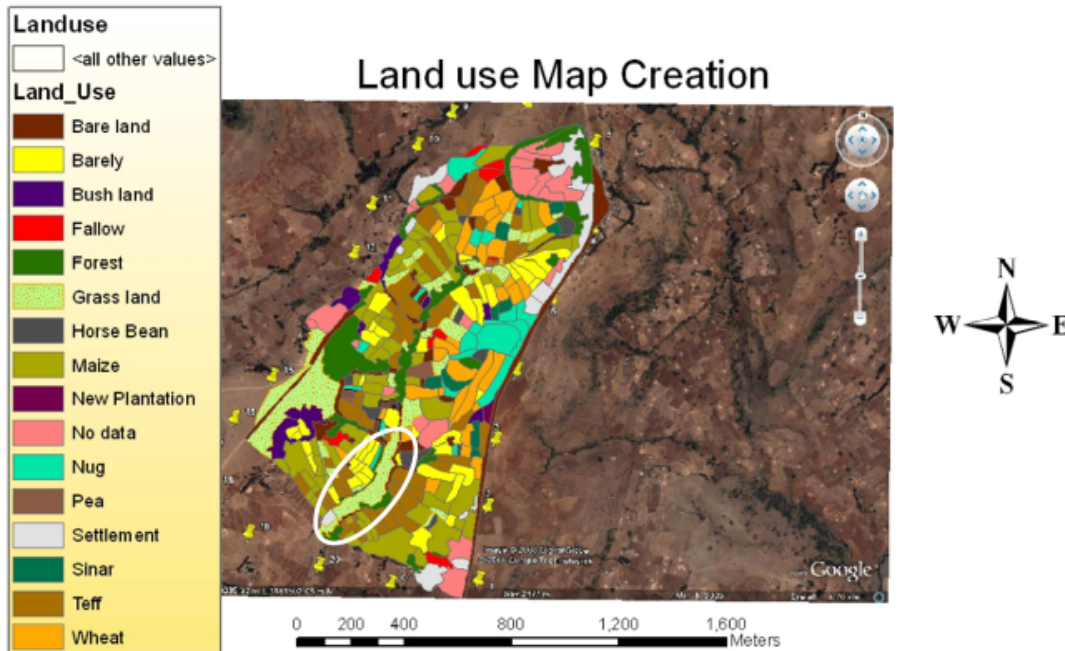 Landuse
<all other values>
Land_Use
Bare land
Barely
Bush land
Fallow
Forest
Grass land
Horse Bean
Maize
New Plantation
No data
Nug
Pea
Settlement
Sinar
Teff
Wheat
Land use Map Creation
Google
N
W E
S
0 200 400 800 1,200 1,600
Meters